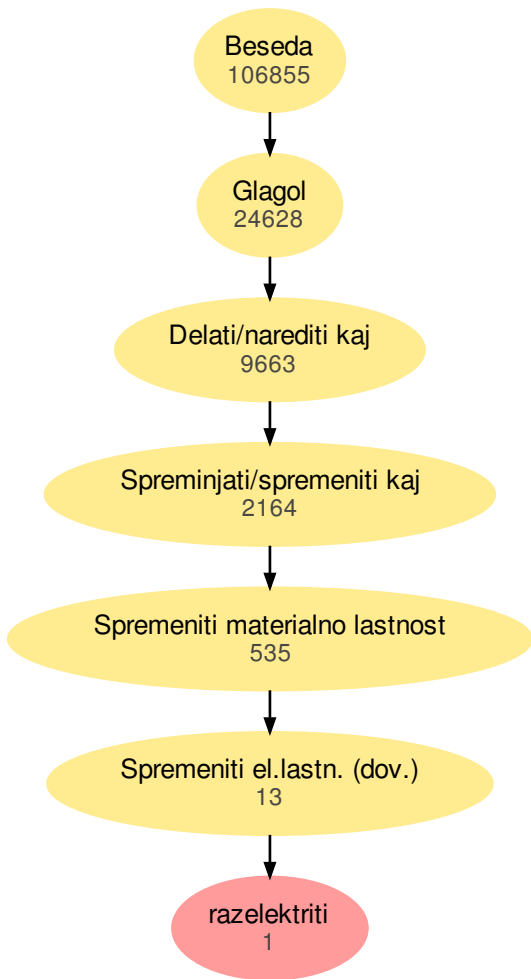 Beseda
106855
Glagol
24628
Delati/narediti kaj
9663
Spreminjati/spremeniti kaj
2164
Spremeniti materialno lastnost
535
Spremeniti el.lastn. (dov.)
13
razelektriti
1